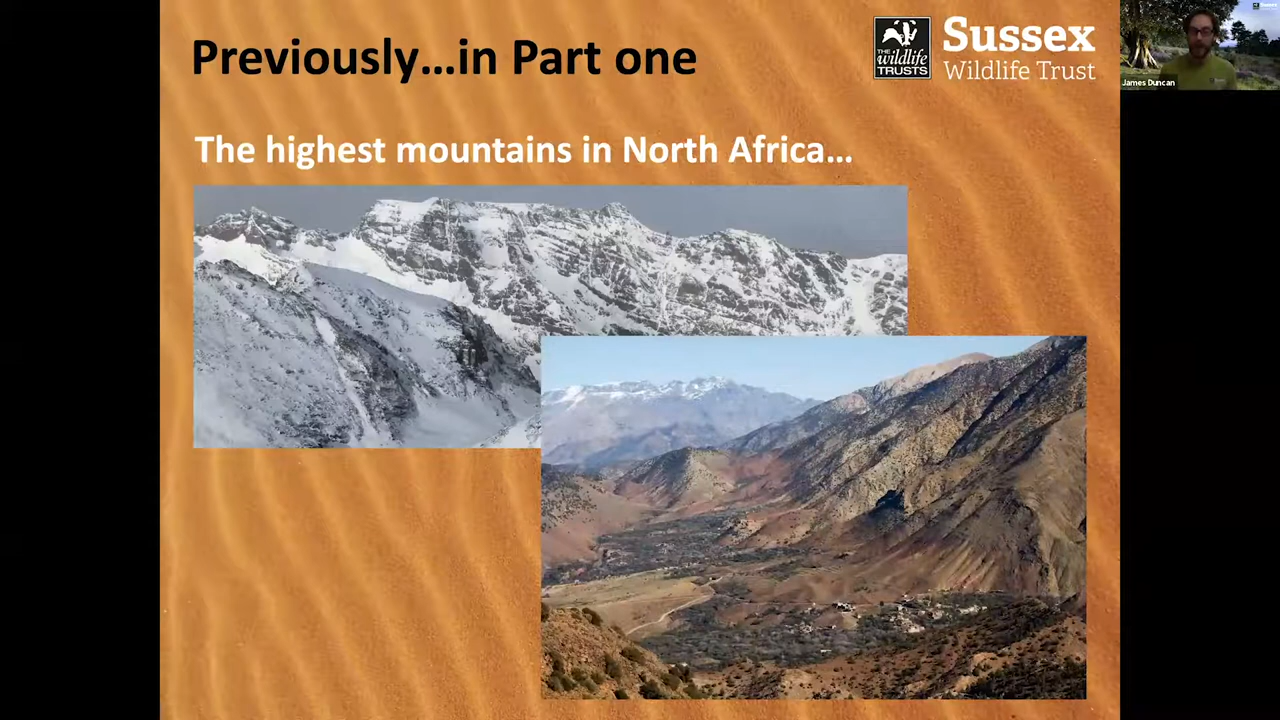 Previously...in Part one
THE
wildlife
TRUSTS
Sussex
Wildlife Trust
The highest mountains in North Africa...
James Duncan